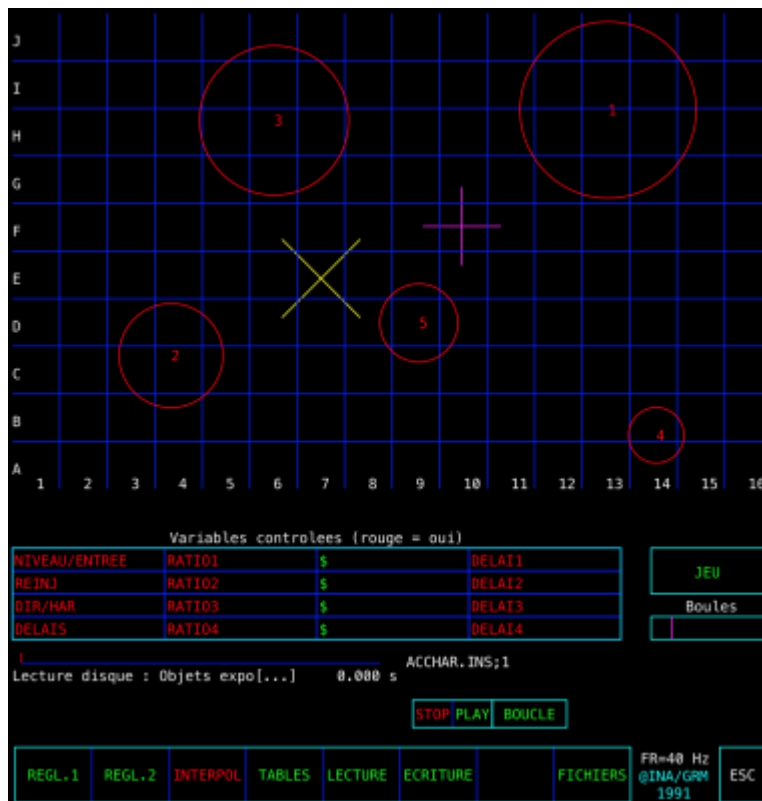 J
I
3
1
H
G
F
E
D
5
2
C
B
4
A
1 2 3 4 5 6 7 8 9 10 11 12 13 14 15 16
Variables controlees (rouge = oui)
NIVEAU/ENTREE RATIO1 $ DELAI1
REINJ RATIO2 $ DELAI2
JEU
DIR/HAR RATIO3 $ DELAI3
Boules
DELAIS RATIO4 $ DELAI4
ACCHAR.INS;1
Lecture disque : Objets expo[...] 0.000 s
STOP PLAY BOUCLE
REGL.1 REGL.2 INTERPOL TABLES LECTURE ECRITURE FICHIERS
FR=40 Hz
@INA/GRM
1991
ESC